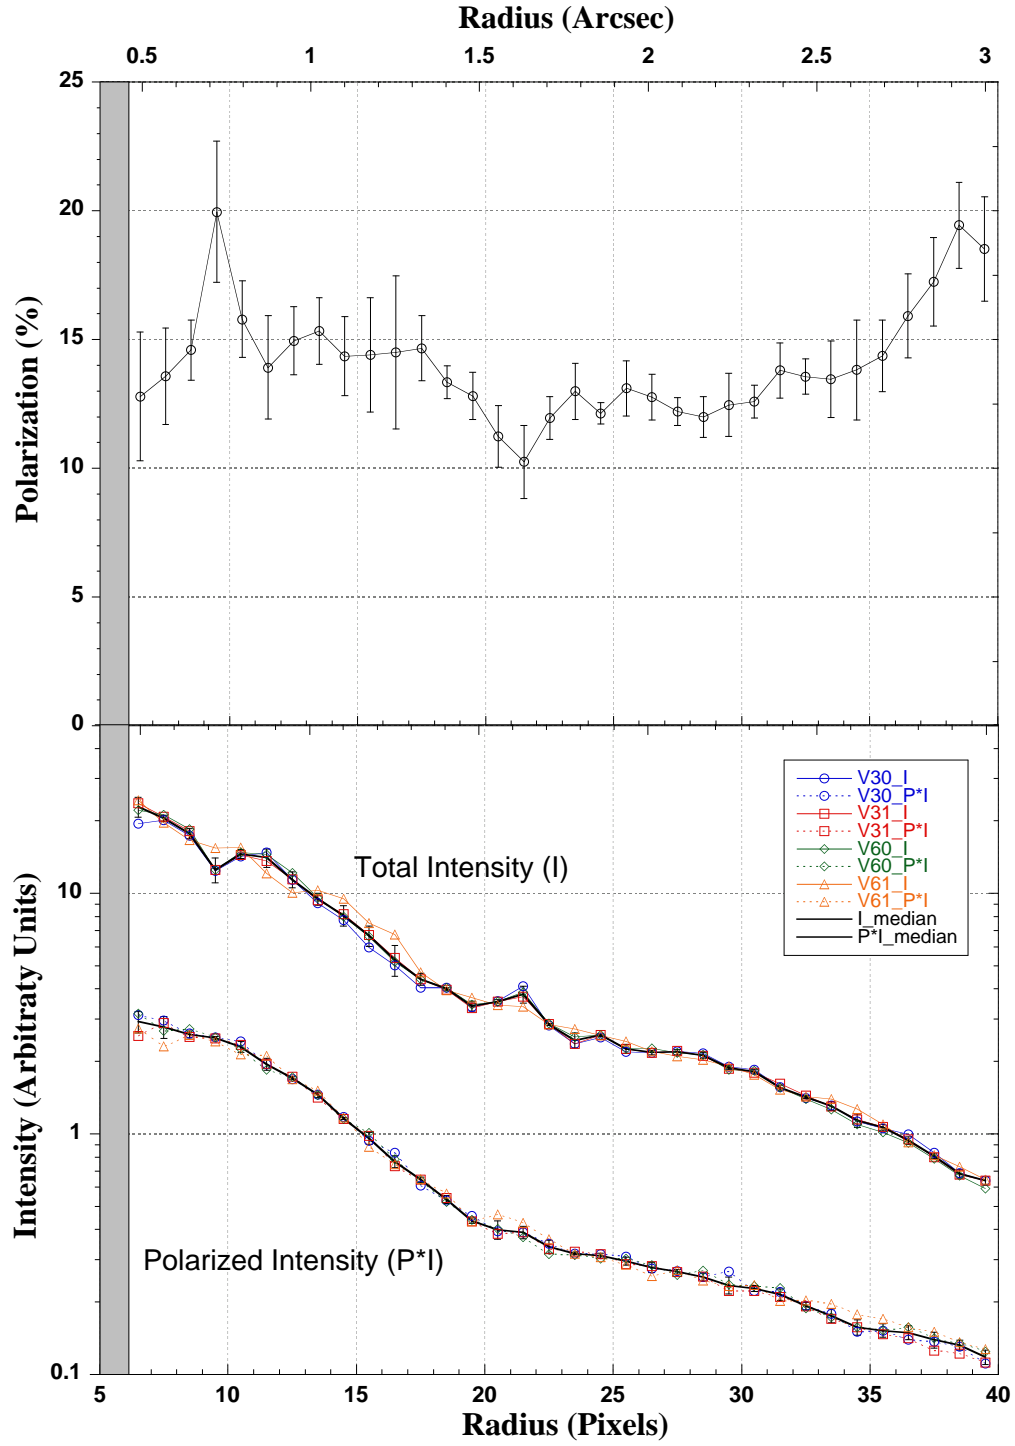 Radius (Arcsec)
0.5 1 1.5 2 2.5 3
25
20
15
10
5
0
Polarization (%)
V30_I
V30_P*I
V31_I
V31_P*I
V60_I
V60_P*I
V61_I
V61_P*I
I_median
P*I_median
Total Intensity (I)
10
1
0.1
Intensity (Arbitraty Units)
Polarized Intensity (P*I)
5 10 15 20 25 30 35 40
Radius (Pixels)